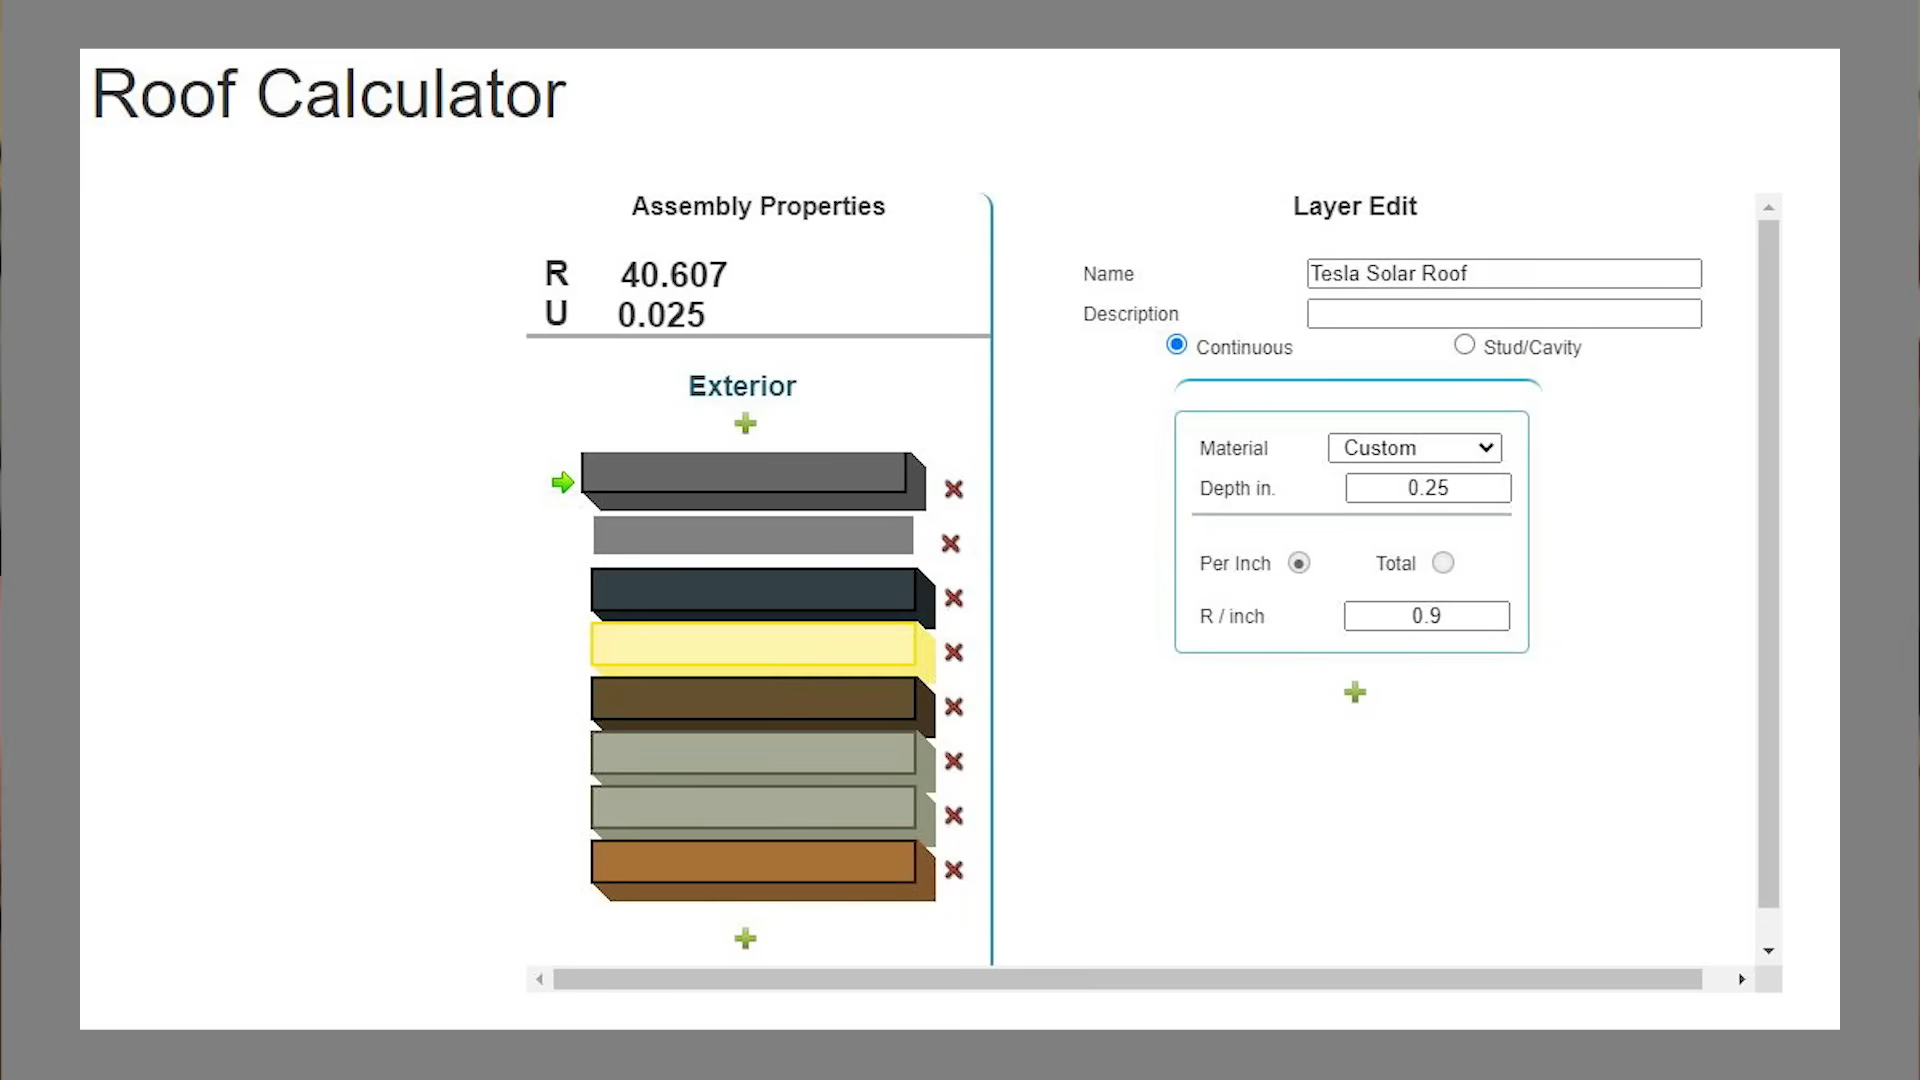 Roof Calculator
Assembly Properties
R 40.607
U 0.025
Exterior
Layer Edit
Name Tesla Solar Roof
Description
Continuous Stud/Cavity
Material Custom
Depth in. 0.25
Per Inch Total
R / inch 0.9